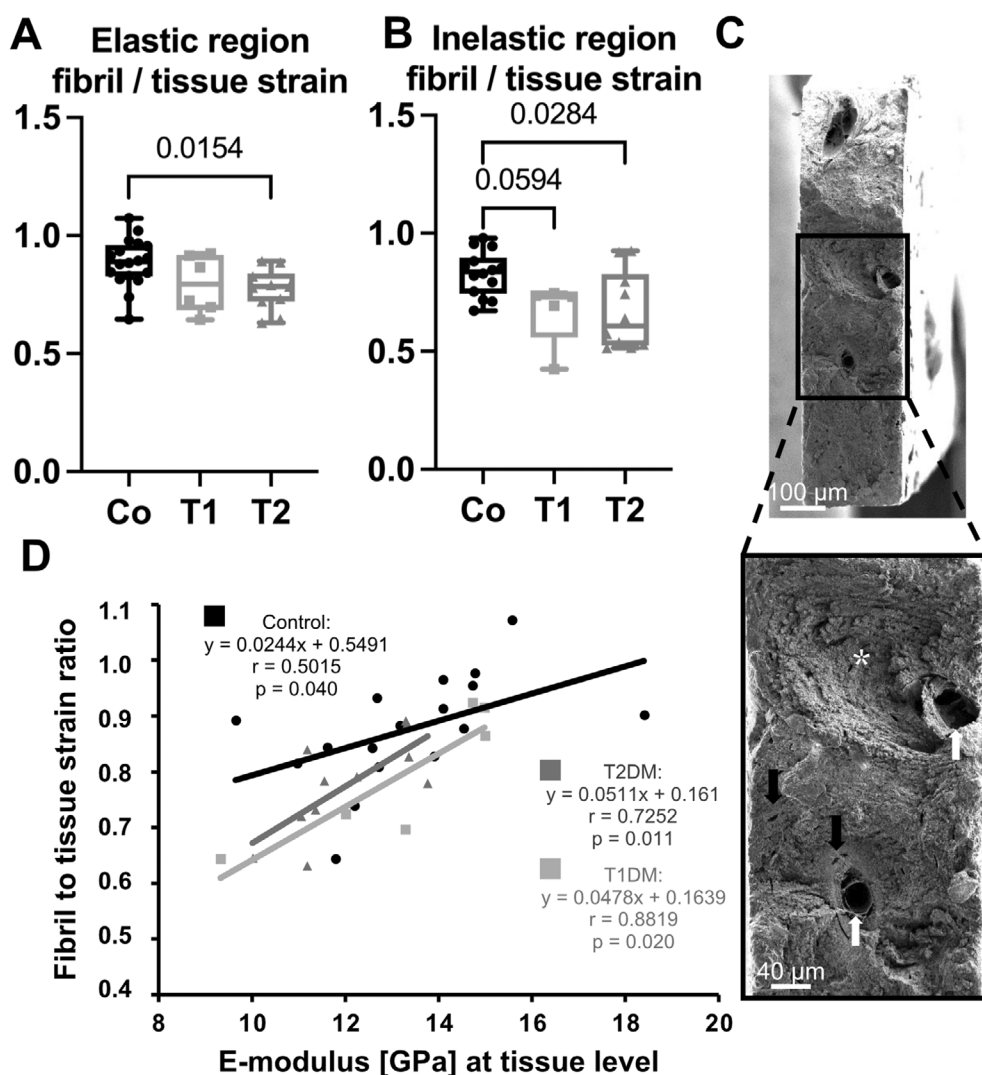 A
Elastic region
fibril / tissue strain
0.0154
1.5
1.0
0.5
0.0
Co T1 T2
B
Inelastic region
fibril / tissue strain
0.0284
0.0594
1.5
1.0
0.5
0.0
Co T1 T2
C
100 µm
*
40 µm
D
Fibril to tissue strain ratio
1.1
1.0
0.9
0.8
0.7
0.6
0.5
0.4
Control:
y = 0.0244x + 0.5491
r = 0.5015
p = 0.040
T2DM:
y = 0.0511x + 0.161
r = 0.7252
p = 0.011
T1DM:
y = 0.0478x + 0.1639
r = 0.8819
p = 0.020
8 10 12 14 16 18 20
E-modulus [GPa] at tissue level